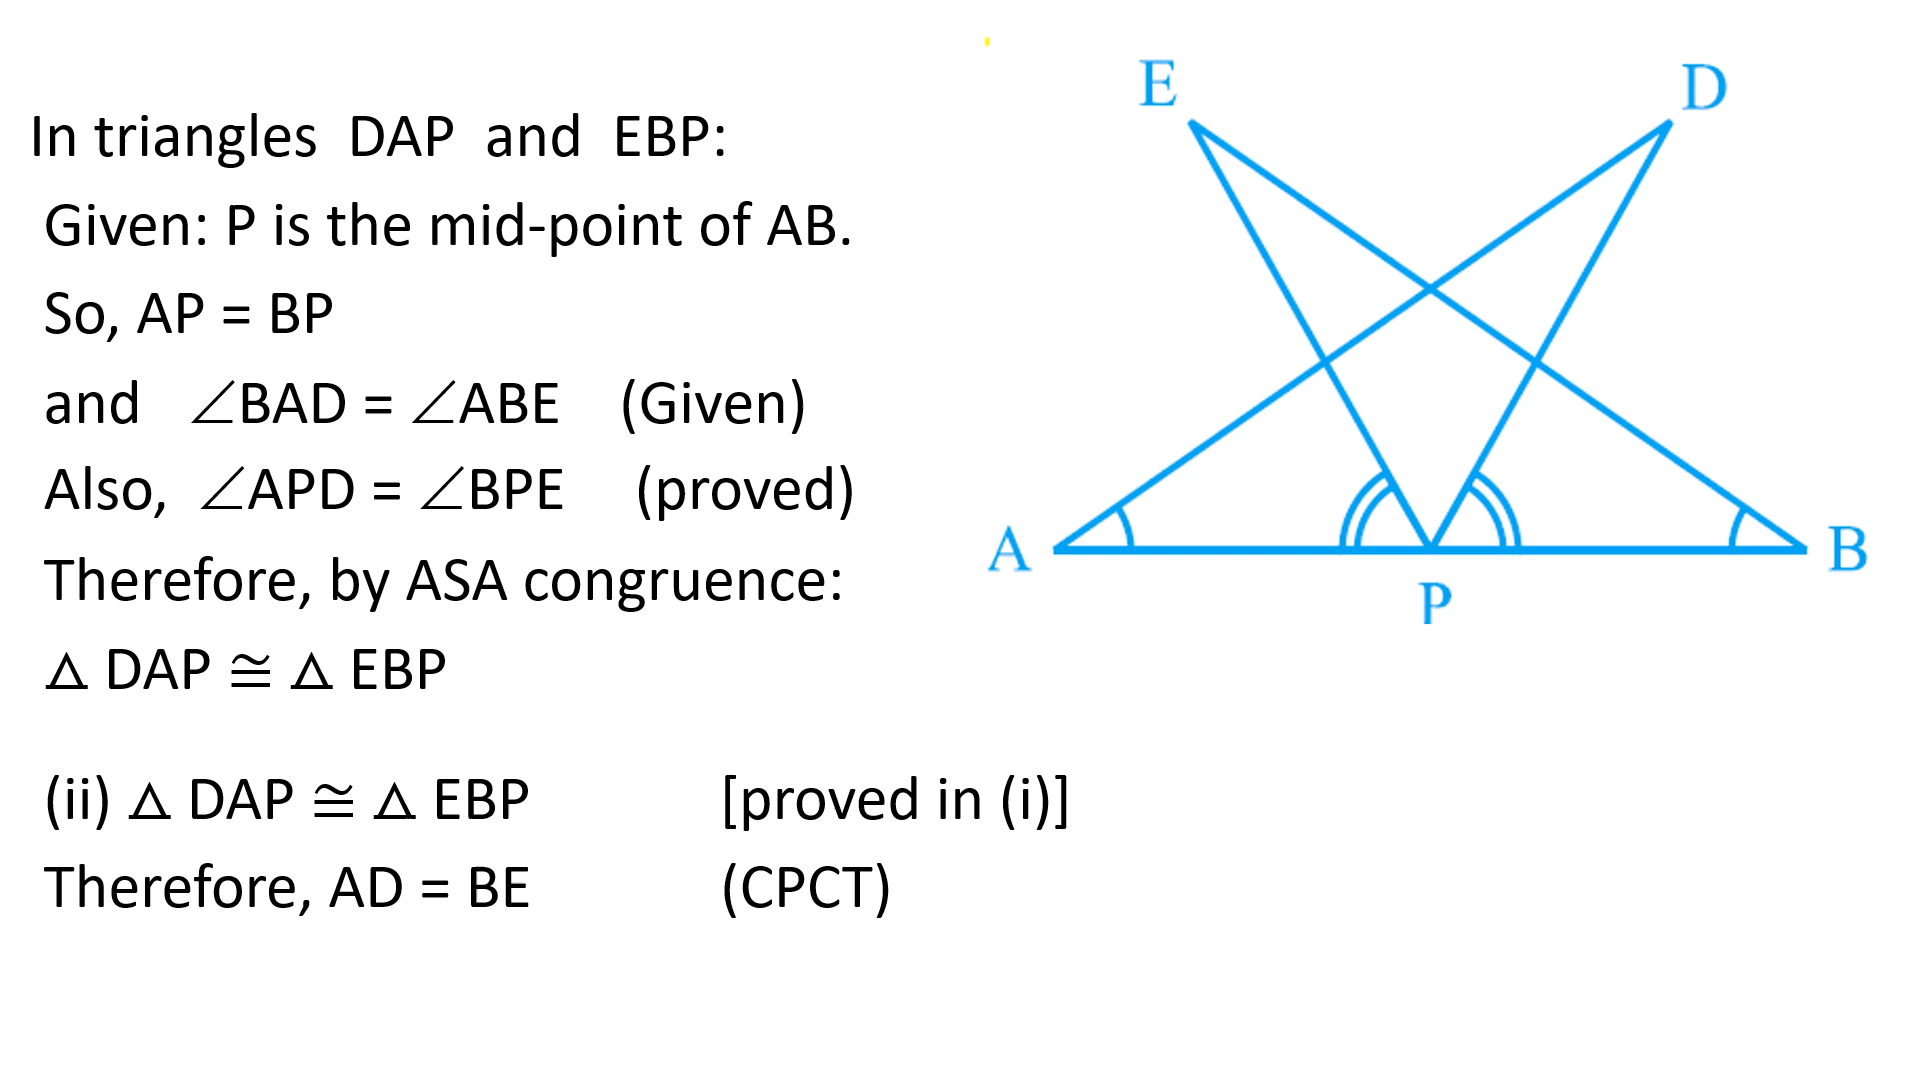 In triangles DAP and EBP:
Given: P is the mid-point of AB.
So, AP = BP
and ∠BAD = ∠ABE (Given)
Also, ∠APD = ∠BPE (proved)
Therefore, by ASA congruence:
△ DAP ≅ △ EBP
(ii) △ DAP ≅ △ EBP [proved in (i)]
Therefore, AD = BE (CPCT)
E
D
A
B
P